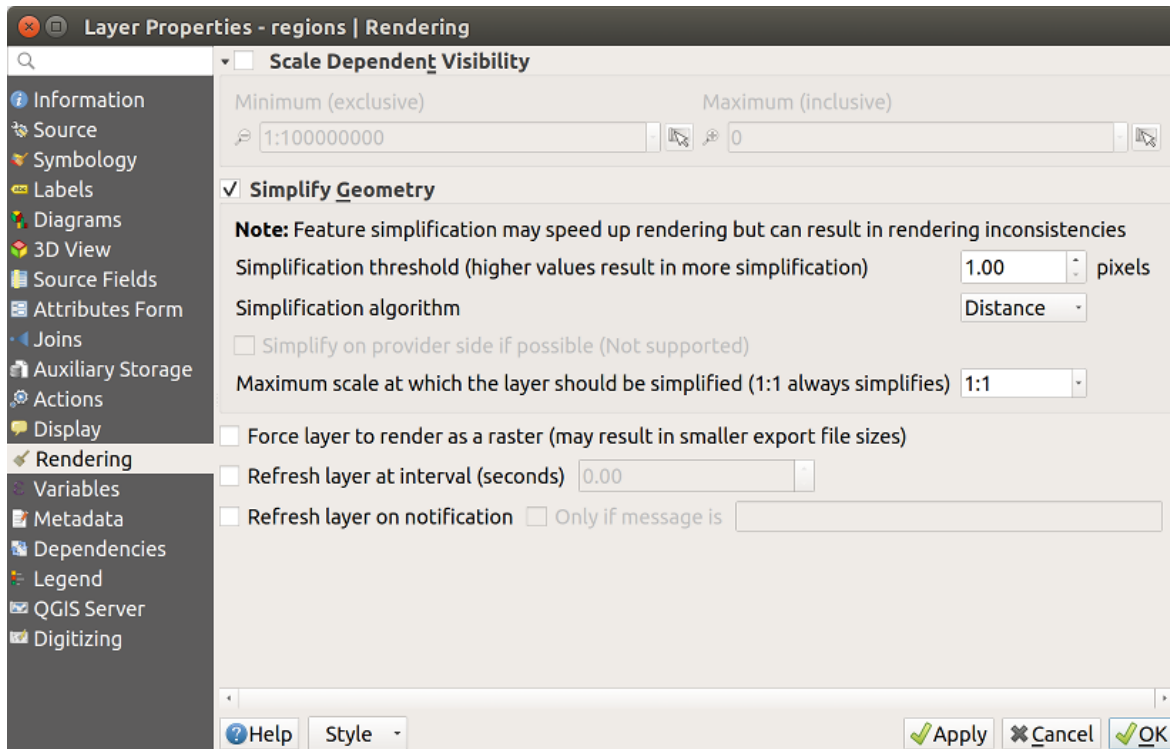 Layer Properties - regions | Rendering
Information
Source
Symbology
Labels
Diagrams
3D View
Source Fields
Attributes Form
Joins
Auxiliary Storage
Actions
Display
Rendering
Variables
Metadata
Dependencies
Legend
QGIS Server
Digitizing
Scale Dependent Visibility
Minimum (exclusive) Maximum (inclusive)
1:100000000 0
Simplify Geometry
Note: Feature simplification may speed up rendering but can result in rendering inconsistencies
Simplification threshold (higher values result in more simplification) 1.00 pixels
Simplification algorithm Distance
Simplify on provider side if possible (Not supported)
Maximum scale at which the layer should be simplified (1:1 always simplifies) 1:1
Force layer to render as a raster (may result in smaller export file sizes)
Refresh layer at interval (seconds) 0.00
Refresh layer on notification Only if message is
Help Style Apply Cancel OK